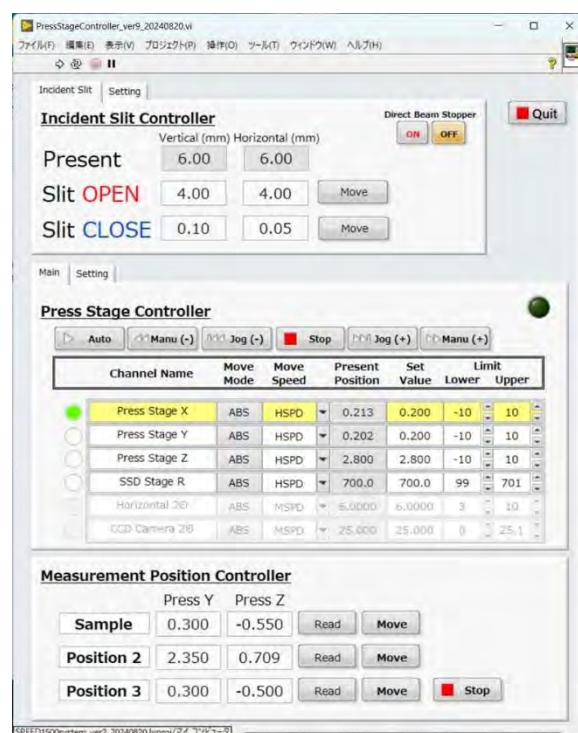 PressStageController_ver9_20240820.vi
ファイル(F) 編集(E) 表示(V) プロジェクト(P) 操作(O) ツール(T) ウィンドウ(W) ヘルプ(H)
Incident Slit Setting
Incident Slit Controller
Direct Beam Stopper
ON OFF
Quit
Vertical (mm) Horizontal (mm)
Present 6.00 6.00
Slit OPEN 4.00 4.00 Move
Slit CLOSE 0.10 0.05 Move
Main Setting
Press Stage Controller
Auto Manu (-) Jog (-) Stop Jog (+) Manu (+)
Channel Name Move Mode Move Speed Present Position Set Value Limit Lower Upper
Press Stage X ABS HSPD 0.213 0.200 -10 10
Press Stage Y ABS HSPD 0.202 0.200 -10 10
Press Stage Z ABS HSPD 2.800 2.800 -10 10
SSD Stage R ABS HSPD 700.0 700.0 99 701
Horizontal 2Θ ABS MSPD 6.0000 6.0000 3 10
CCD Camera 2θ ABS MSPD 25.000 25.000 0 25.1
Measurement Position Controller
Press Y Press Z
Sample 0.300 -0.550 Read Move
Position 2 2.350 0.709 Read Move
Position 3 0.300 -0.500 Read Move Stop